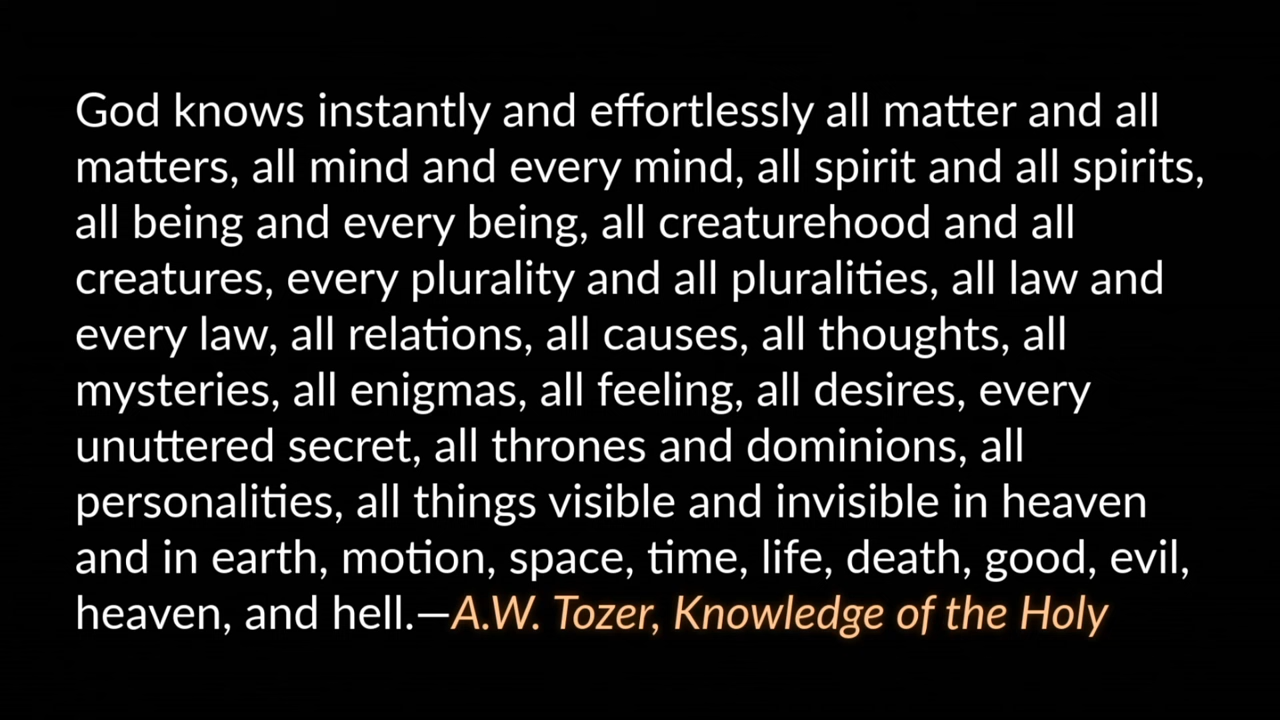 God knows instantly and effortlessly all matter and all
matters, all mind and every mind, all spirit and all spirits,
all being and every being, all creaturehood and all
creatures, every plurality and all pluralities, all law and
every law, all relations, all causes, all thoughts, all
mysteries, all enigmas, all feeling, all desires, every
unuttered secret, all thrones and dominions, all
personalities, all things visible and invisible in heaven
and in earth, motion, space, time, life, death, good, evil,
heaven, and hell.—A.W. Tozer, Knowledge of the Holy